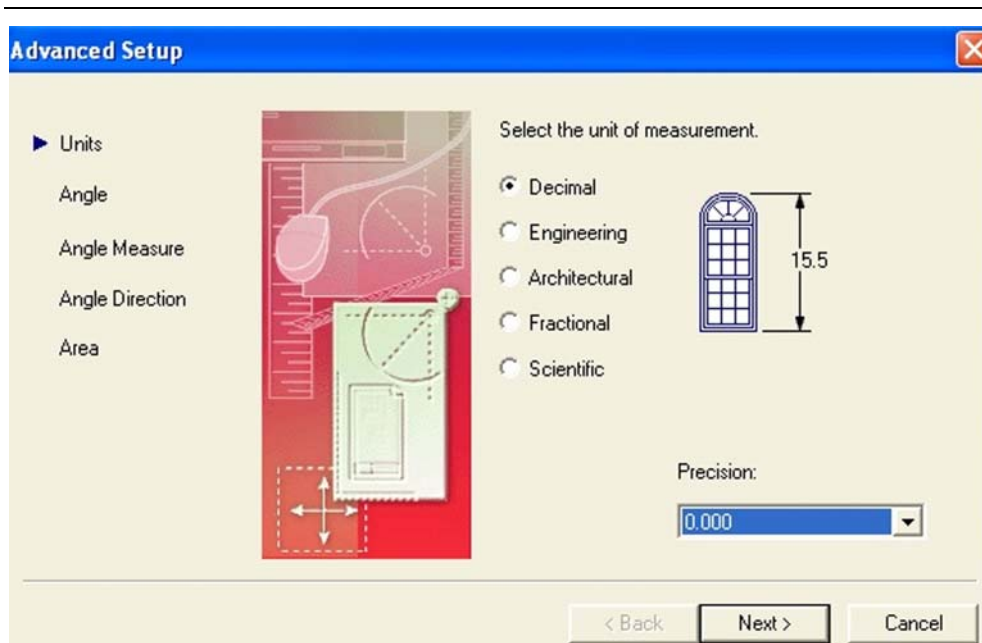 Advanced Setup
Units
Angle
Angle Measure
Angle Direction
Area
Select the unit of measurement.
Decimal
Engineering
Architectural
Fractional
Scientific
15.5
Precision:
0.000
< Back
Next >
Cancel